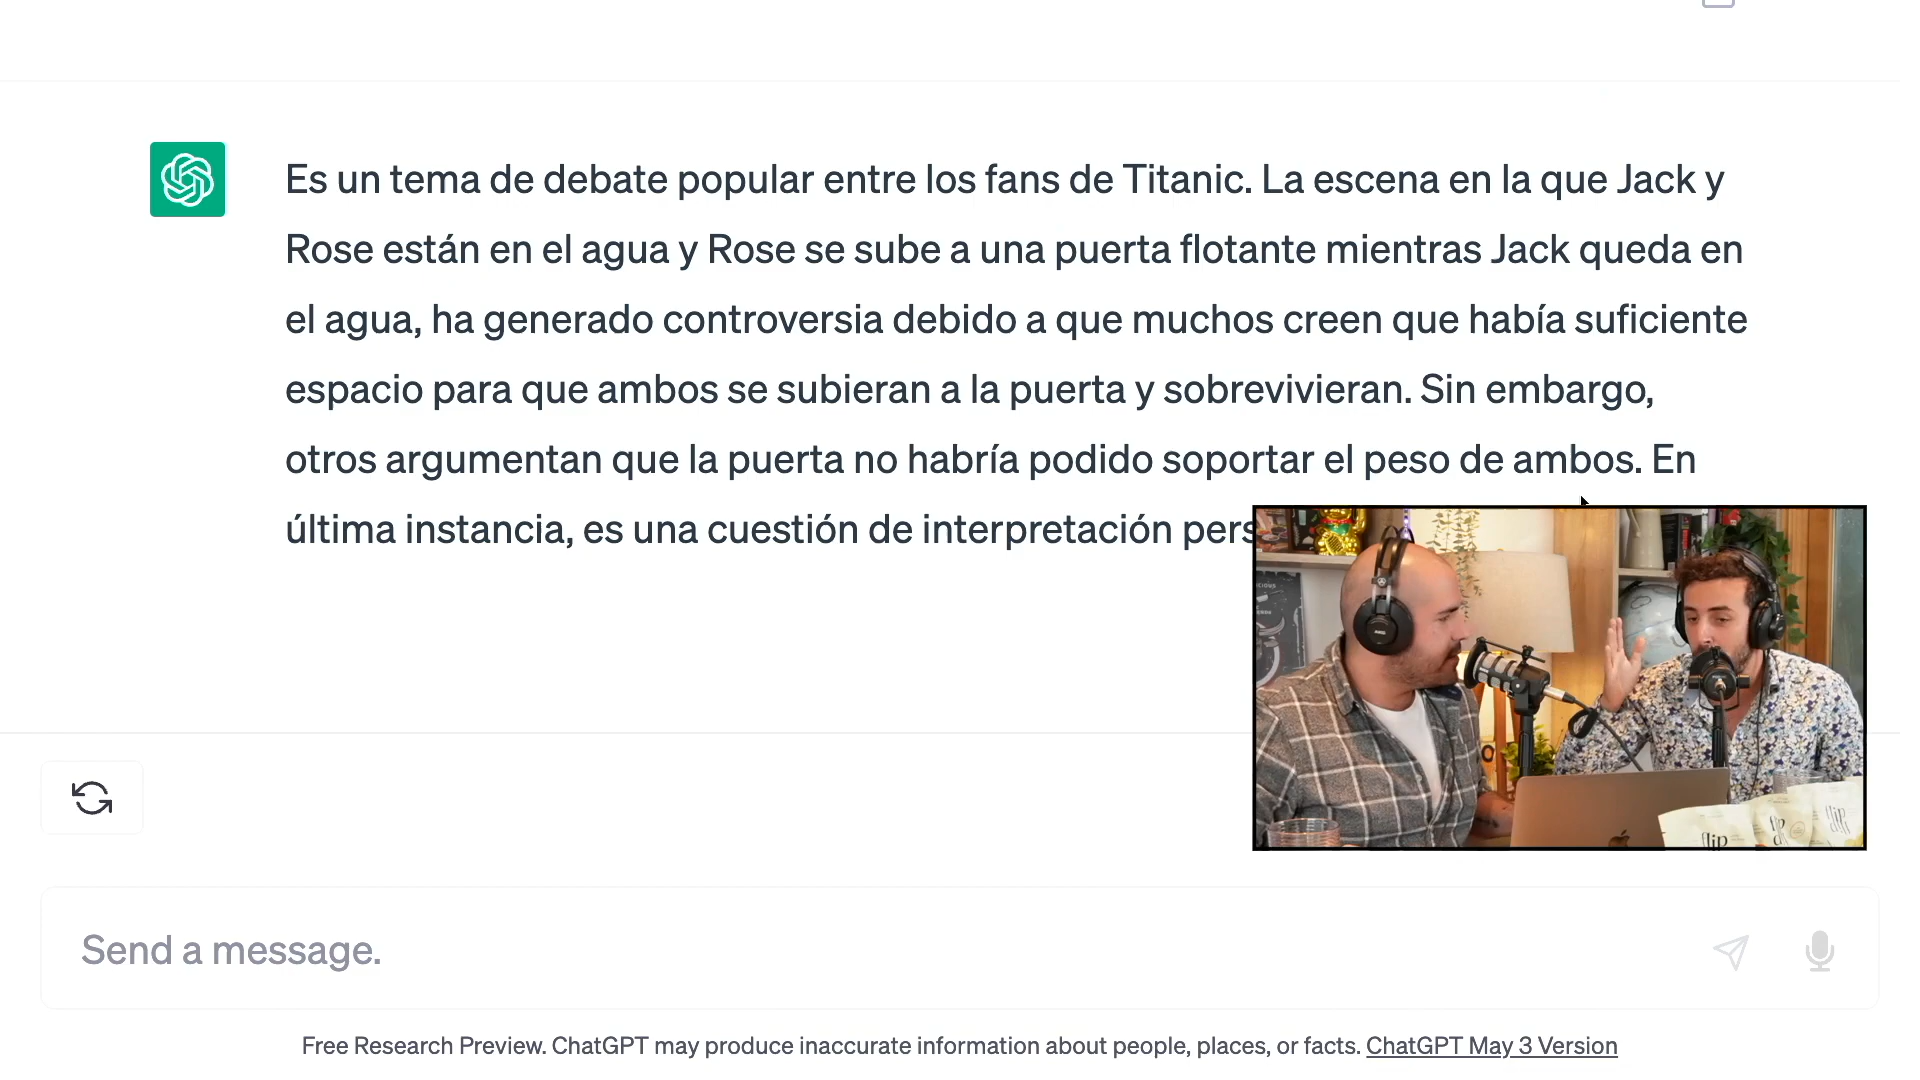 Es un tema de debate popular entre los fans de Titanic. La escena en la que Jack y
Rose están en el agua y Rose se sube a una puerta flotante mientras Jack queda en
el agua, ha generado controversia debido a que muchos creen que había suficiente
espacio para que ambos se subieran a la puerta y sobrevivieran. Sin embargo,
otros argumentan que la puerta no habría podido soportar el peso de ambos. En
última instancia, es una cuestión de interpretación pers
flip
Send a message.
Free Research Preview. ChatGPT may produce inaccurate information about people, places, or facts. ChatGPT May 3 Version